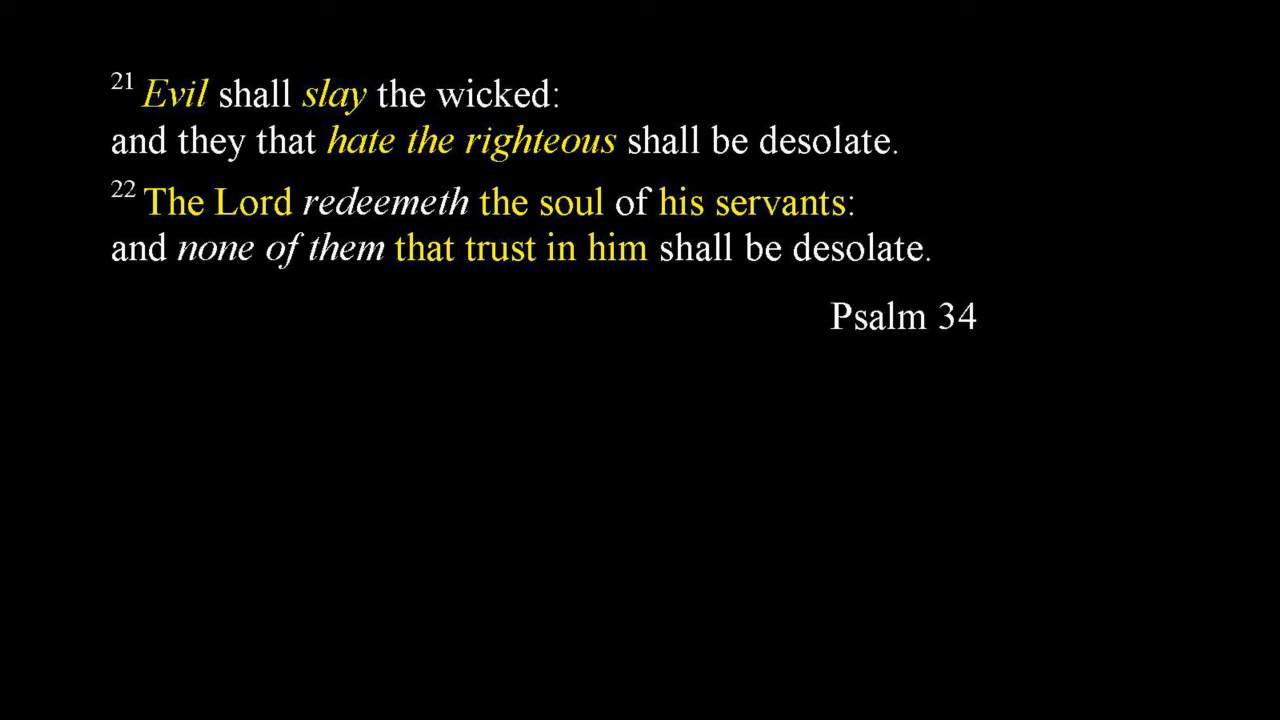 21 Evil shall slay the wicked:
and they that hate the righteous shall be desolate.
22 The Lord redeemeth the soul of his servants:
and none of them that trust in him shall be desolate.
Psalm 34